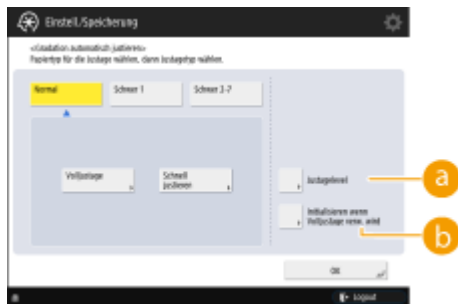 Einstell./Speicherung
<Gradation automatisch justieren>
Papiertyp für die Justage wählen, dann Justagetyp wählen.
Normal
Schwer 1
Schwer 2-7
Volljustage
Schnell
justieren
Justagelevel
a
Initialisieren wenn
Volljustage verw. wird
b
OK
Logout